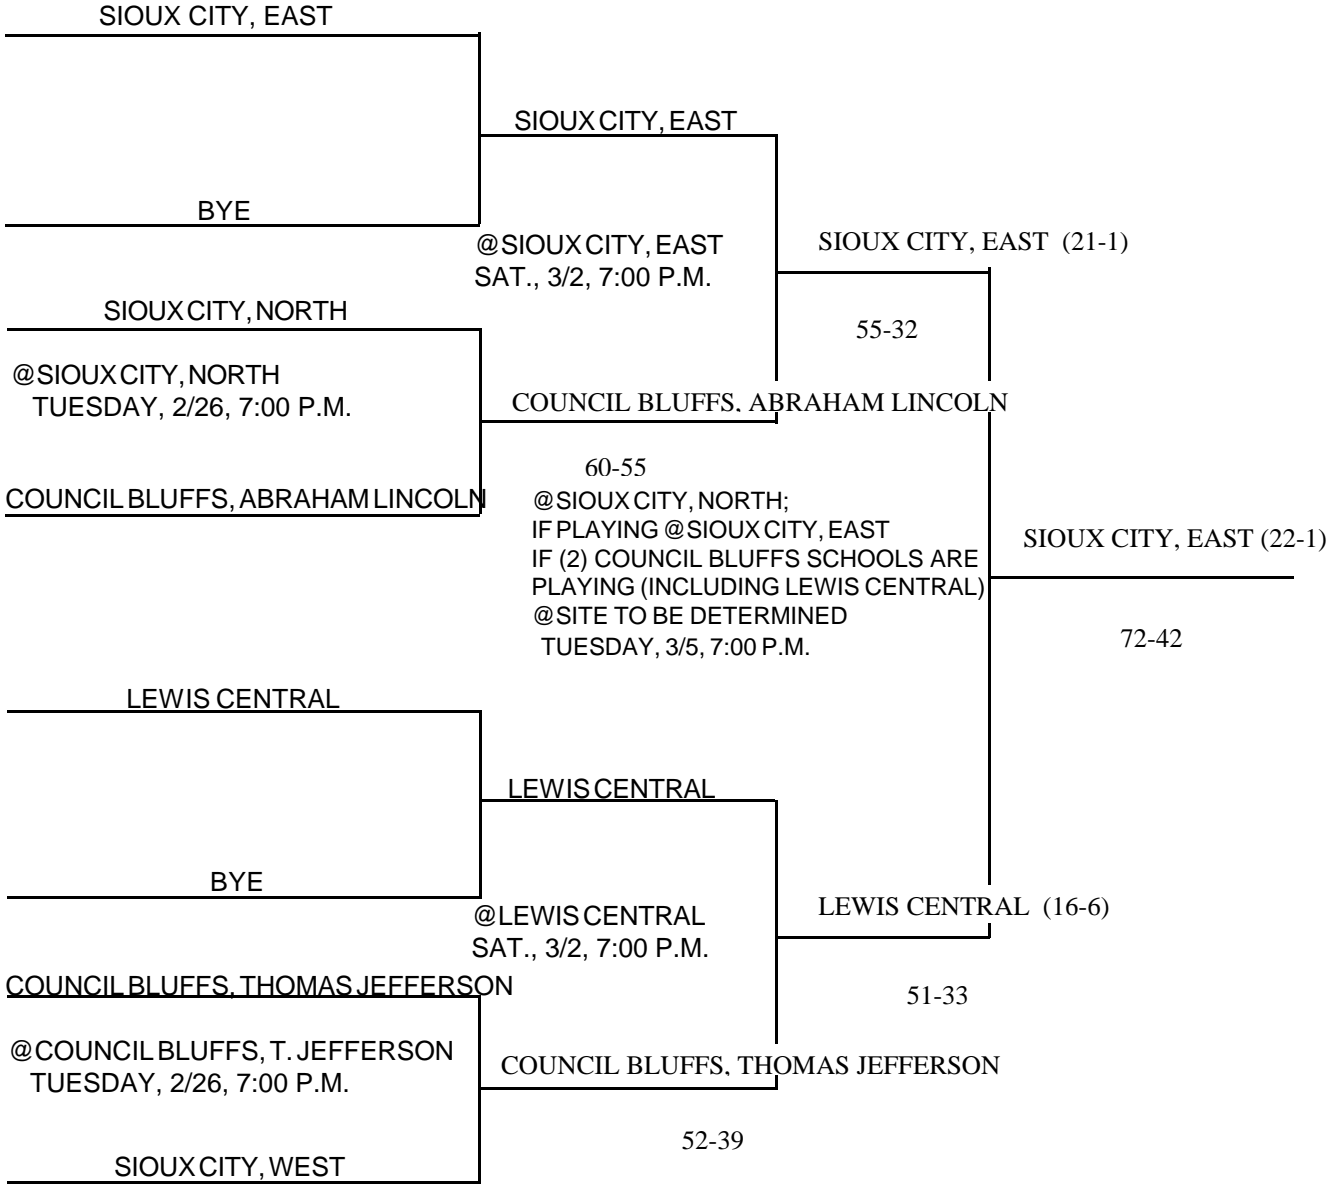 SIOUX CITY, EAST
SIOUX CITY, EAST
BYE
@SIOUX CITY, EAST
SAT., 3/2, 7:00 P.M.
SIOUX CITY, EAST (21-1)
55-32
SIOUX CITY, NORTH
@SIOUX CITY, NORTH
TUESDAY, 2/26, 7:00 P.M.
COUNCIL BLUFFS, ABRAHAM LINCOLN
60-55
COUNCIL BLUFFS, ABRAHAM LINCOLN
@SIOUX CITY, NORTH;
IF PLAYING @SIOUX CITY, EAST
IF (2) COUNCIL BLUFFS SCHOOLS ARE
PLAYING (INCLUDING LEWIS CENTRAL)
@SITE TO BE DETERMINED
TUESDAY, 3/5, 7:00 P.M.
SIOUX CITY, EAST (22-1)
72-42
LEWIS CENTRAL
LEWIS CENTRAL
BYE
@LEWIS CENTRAL
SAT., 3/2, 7:00 P.M.
LEWIS CENTRAL (16-6)
51-33
COUNCIL BLUFFS, THOMAS JEFFERSON
@COUNCIL BLUFFS, T. JEFFERSON
TUESDAY, 2/26, 7:00 P.M.
COUNCIL BLUFFS, THOMAS JEFFERSON
52-39
SIOUX CITY, WEST